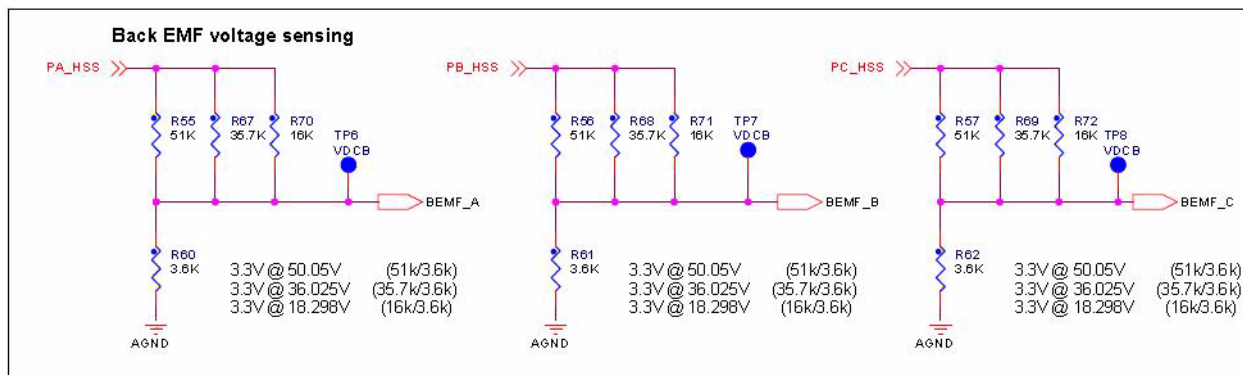 Back EMF voltage sensing
PA_HSS
R55
51K
R67
35.7K
R70
16K
TP6
VDCB
BEMF_A
R60
3.6K
3.3V @ 50.05V (51k/3.6k)
3.3V @ 36.025V (35.7k/3.6k)
3.3V @ 18.298V (16k/3.6k)
AGND
PB_HSS
R56
51K
R68
35.7K
R71
16K
TP7
VDCB
BEMF_B
R61
3.6K
3.3V @ 50.05V (51k/3.6k)
3.3V @ 36.025V (35.7k/3.6k)
3.3V @ 18.298V (16k/3.6k)
AGND
PC_HSS
R57
51K
R69
35.7K
R72
16K
TP8
VDCB
BEMF_C
R62
3.6K
3.3V @ 50.05V (51k/3.6k)
3.3V @ 36.025V (35.7k/3.6k)
3.3V @ 18.298V (16k/3.6k)
AGND